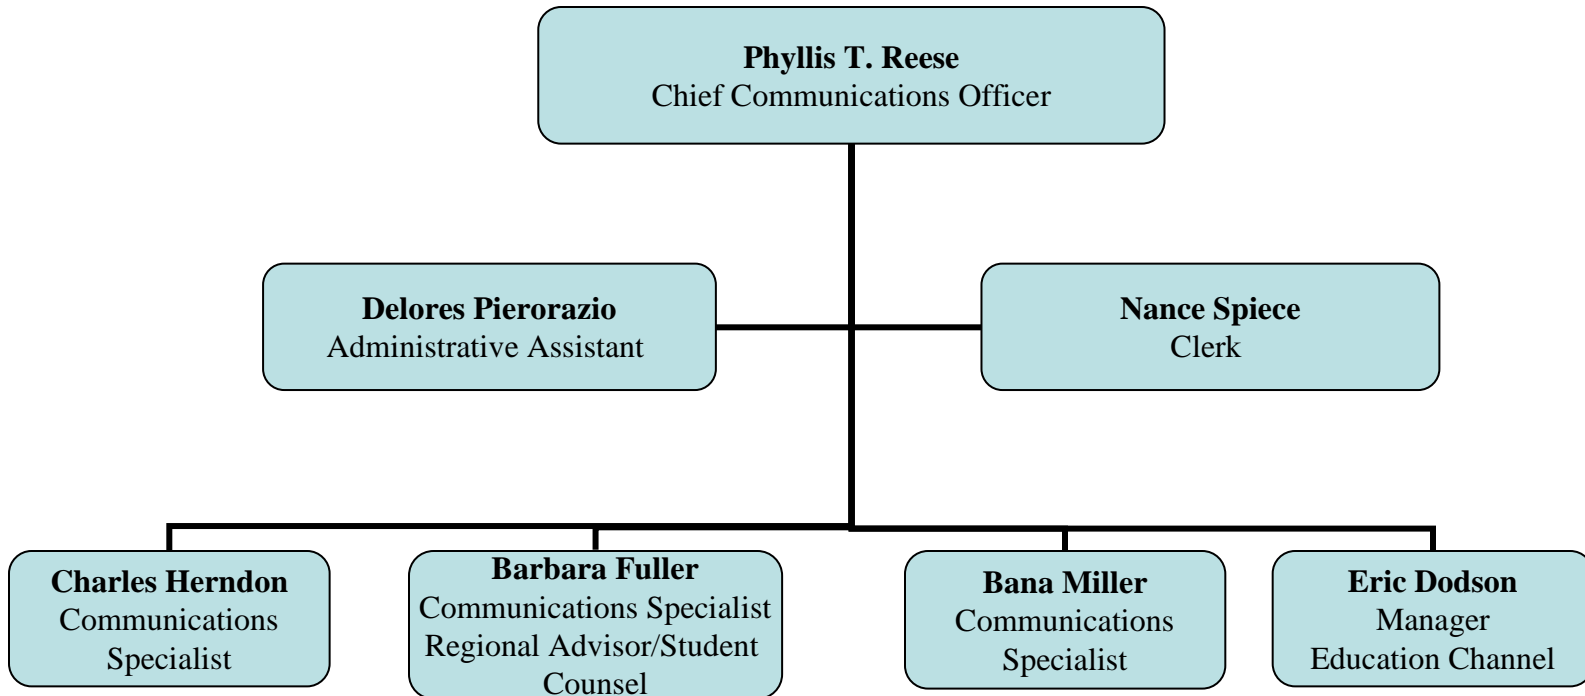 Phyllis T. Reese
Chief Communications Officer
Delores Pierorazio
Administrative Assistant
Nance Spiece
Clerk
Charles Herndon
Communications
Specialist
Barbara Fuller
Communications Specialist
Regional Advisor/Student
Counsel
Bana Miller
Communications
Specialist
Eric Dodson
Manager
Education Channel